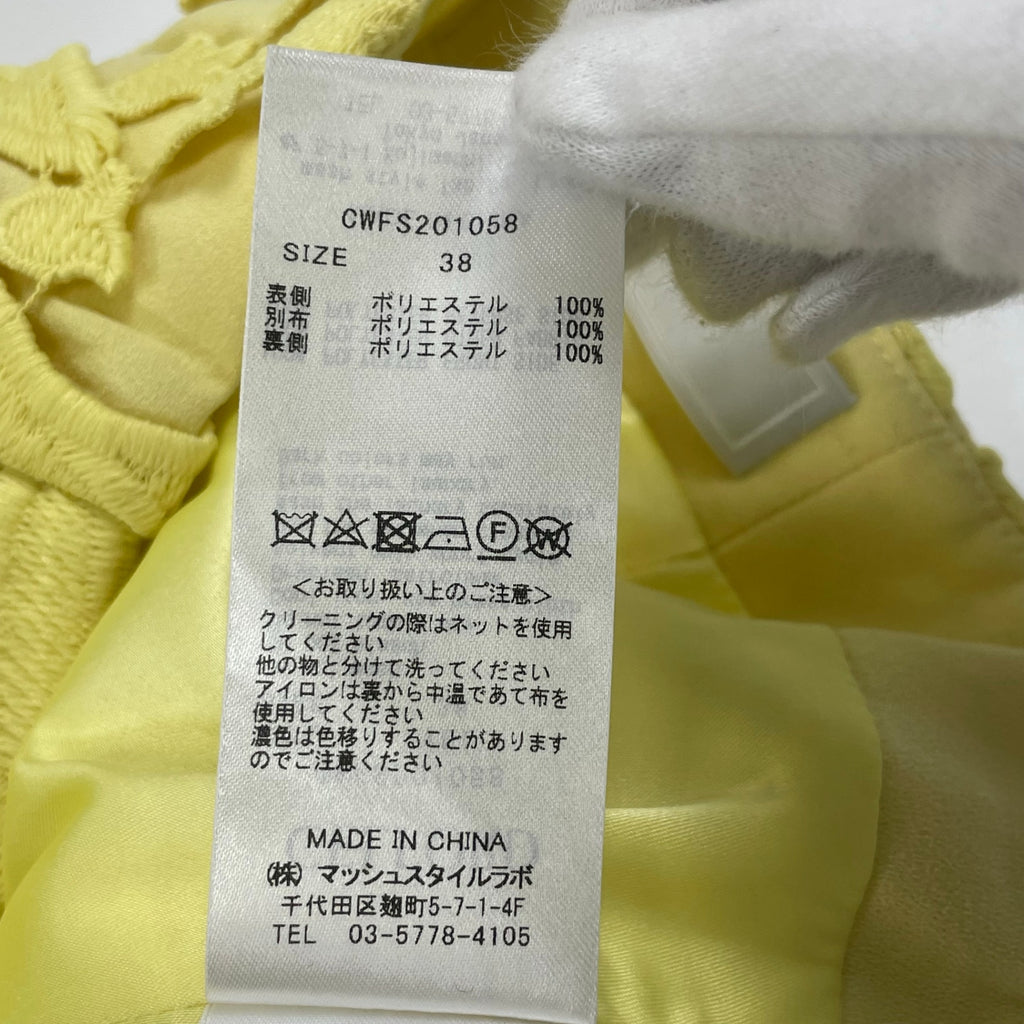 CWFS201058
SIZE 38
表側 ポリエステル 100%
別布 ポリエステル 100%
裏側 ポリエステル 100%
F W
<お取り扱い上のご注意>
クリーニングの際はネットを使用
してください
他の物と分けて洗ってください
アイロンは裏から中温であて布を
使用してください
濃色は色移りすることがあります
のでご注意ください
MADE IN CHINA
(株) マッシュスタイルラボ
千代田区麹町5-7-1-4F
TEL 03-5778-4105